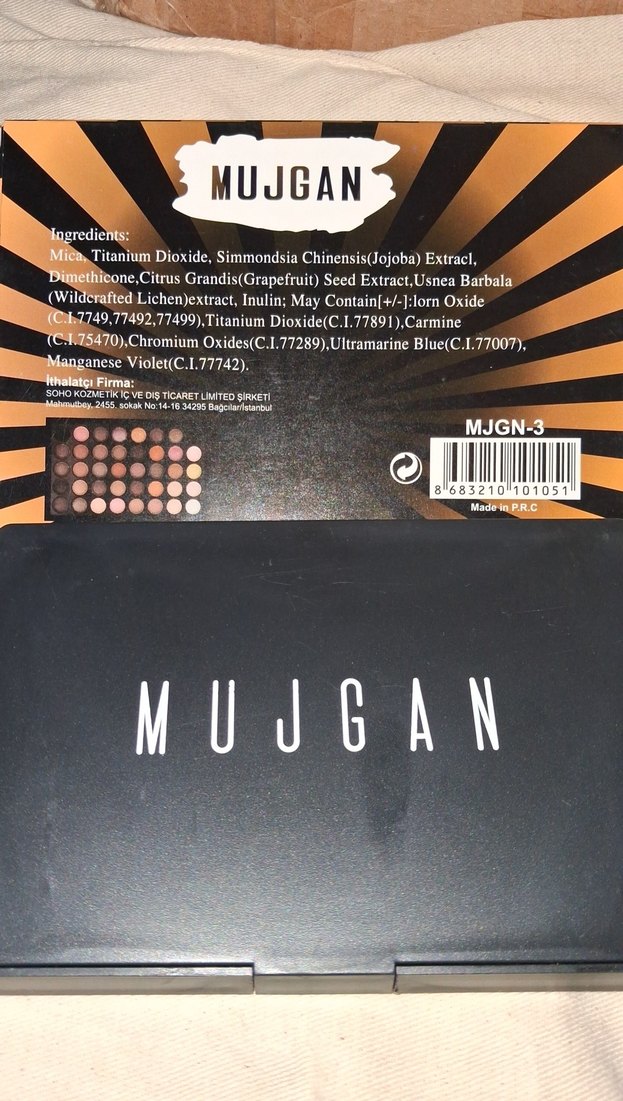 MUJGAN
Ingredients:
Mica, Titanium Dioxide, Simmondsia Chinensis(Jojoba) Extracl,
Dimethicone,Citrus Grandis(Grapefruit) Seed Extract,Usnea Barbala
(Wildcrafted Lichen)extract, Inulin; May Contain[+/-]:lorn Oxide
(C.I.7749,77492,77499),Titanium Dioxide(C.I.77891),Carmine
(C.I.75470),Chromium Oxides(C.I.77289),Ultramarine Blue(C.I.77007),
Manganese Violet(C.I.77742).
İthalatçı Firma:
SOHO KOZMETİK İÇ VE DIŞ TİCARET LİMİTED ŞİRKETİ
Mahmutbey. 2455. sokak No:14-16 34295 Bağcılar/İstanbul
MJGN-3
8 683210 101051
Made in P.R.C
MUJGAN